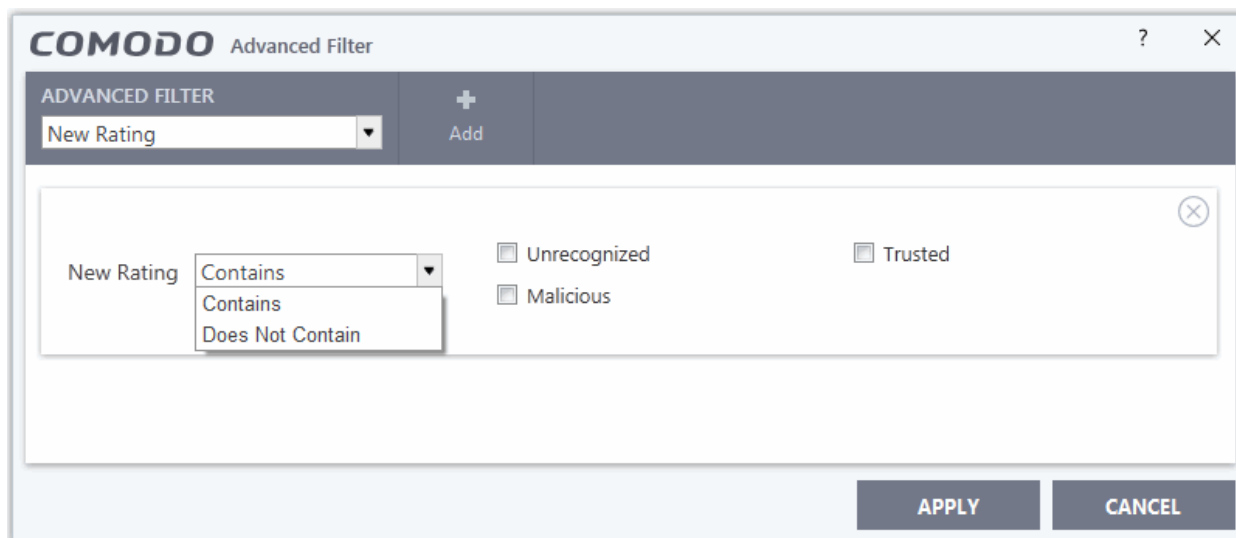 COMODO Advanced Filter ?
ADVANCED FILTER
New Rating
Add
New Rating
Contains
Contains
Does Not Contain
Unrecognized
Trusted
Malicious
APPLY
CANCEL